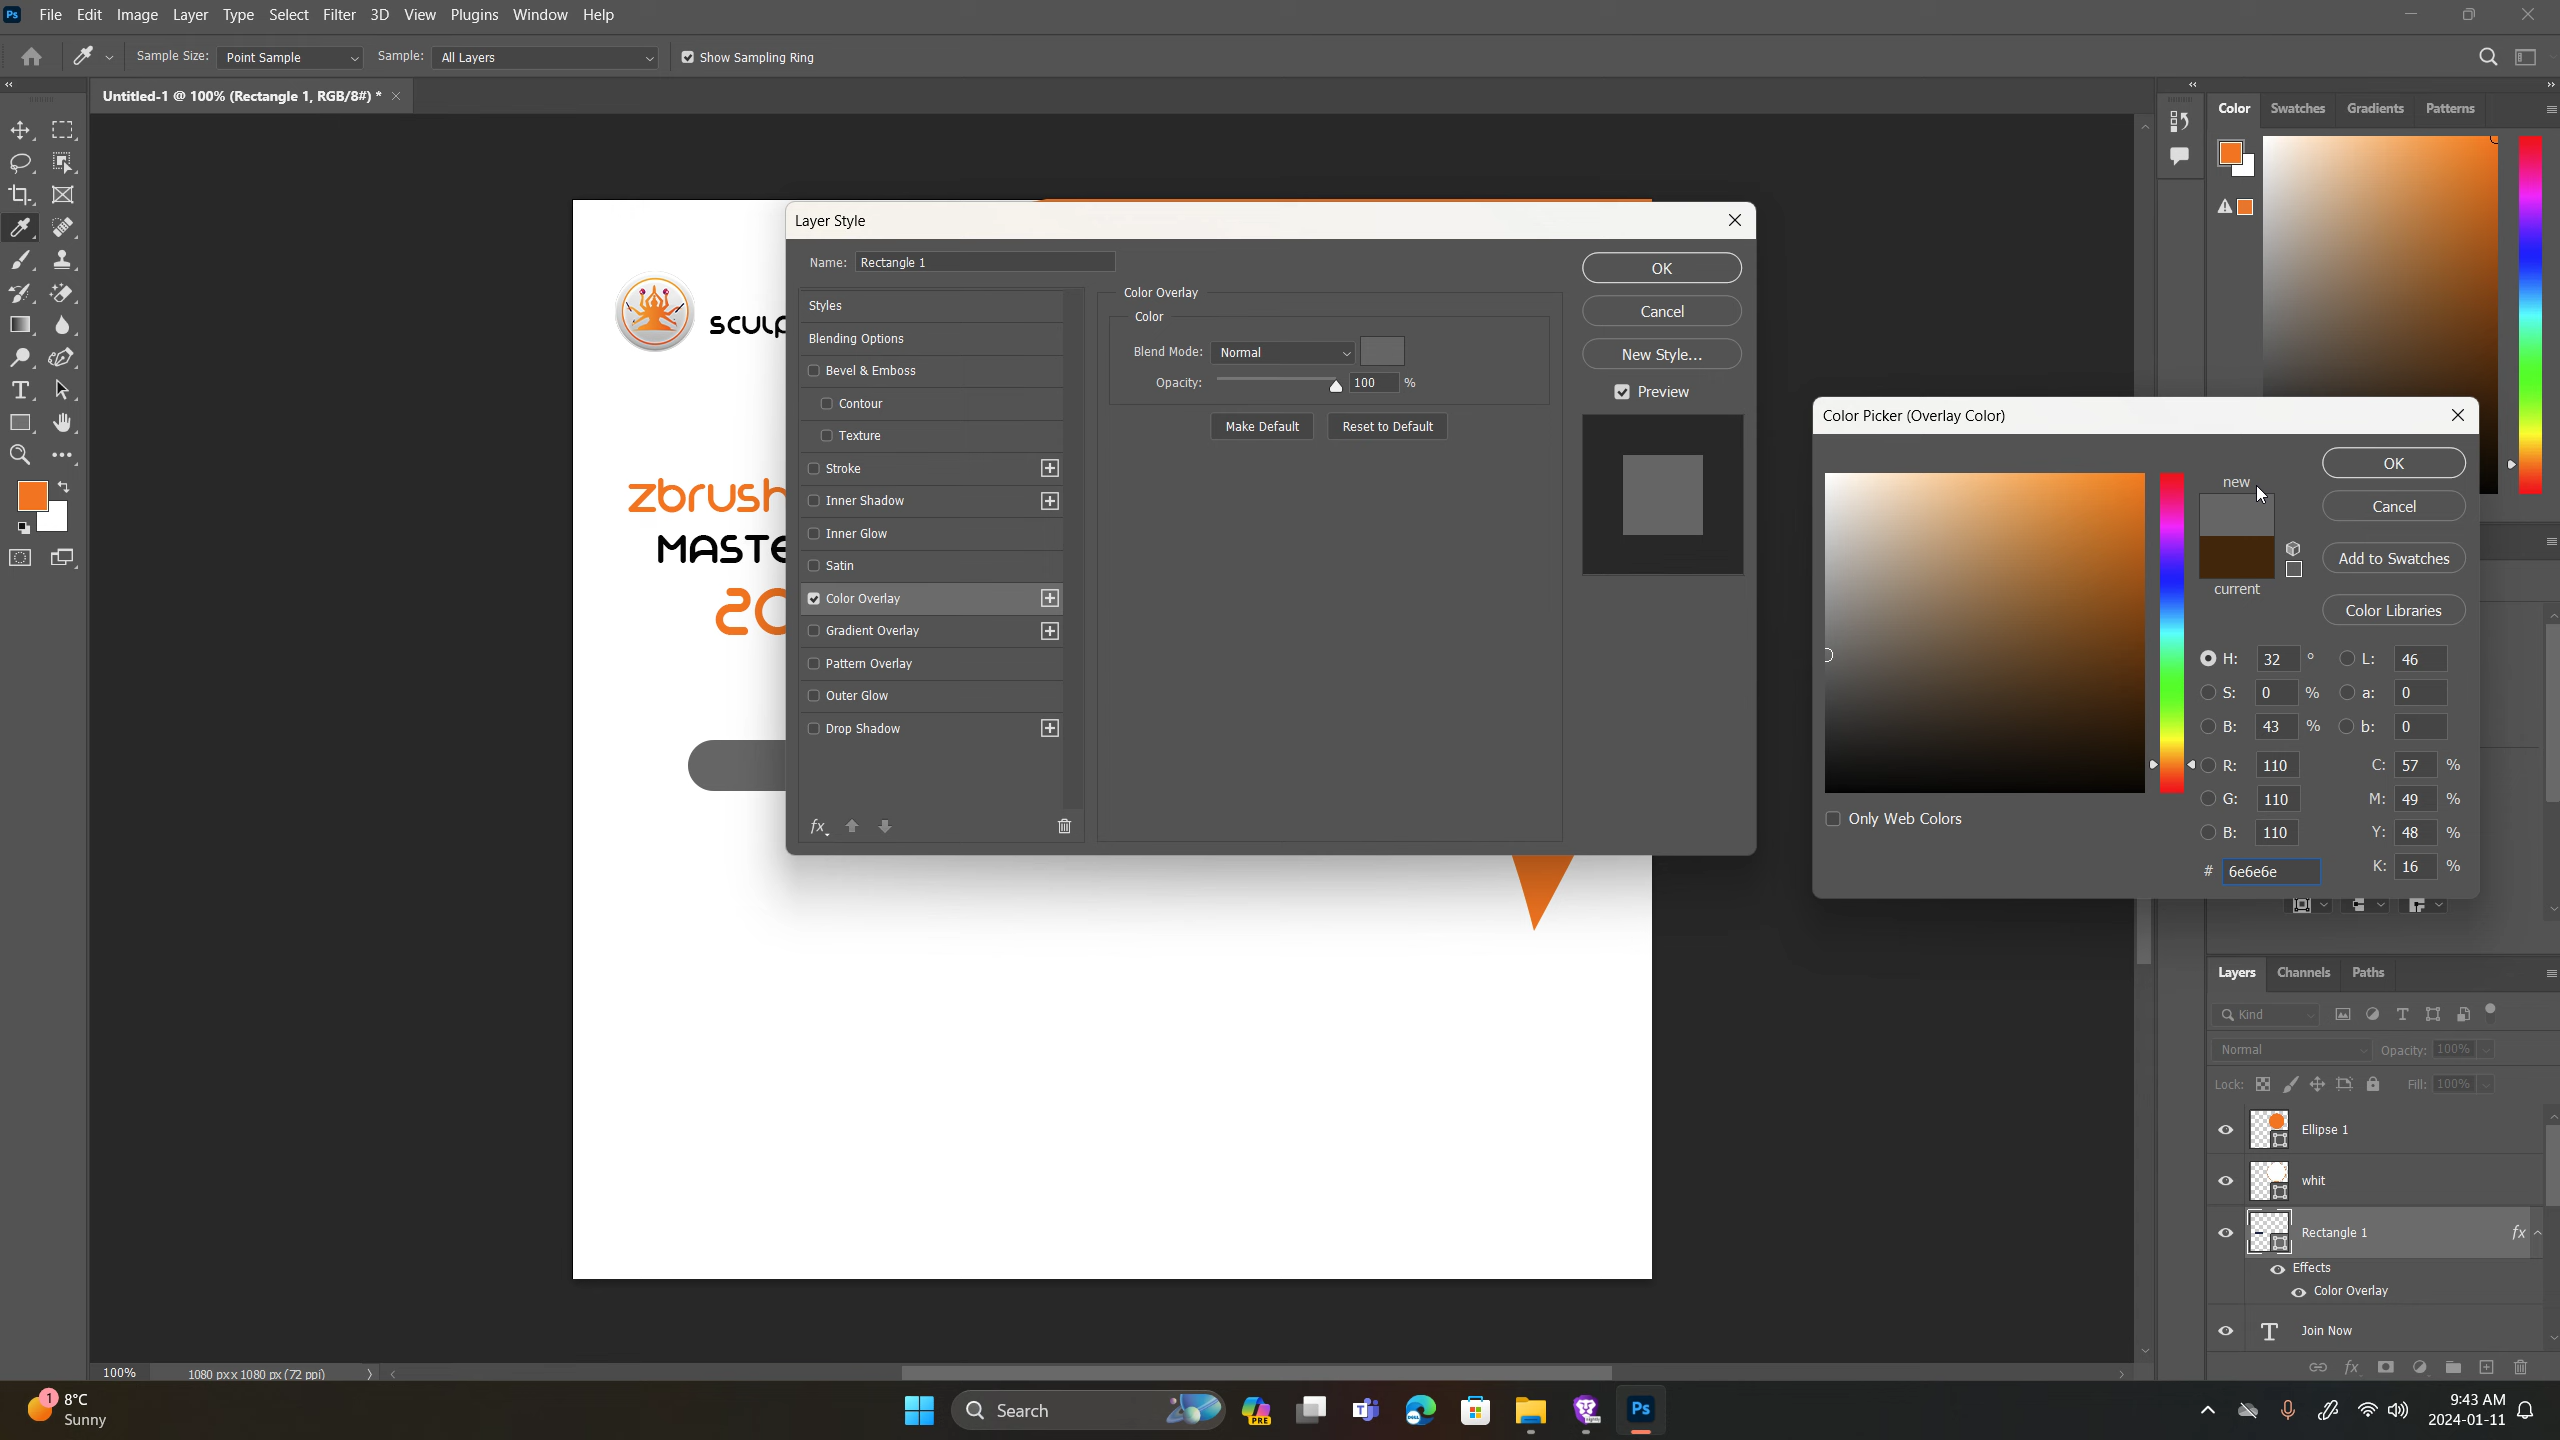 Ps File Edit Image Layer Type Select Filter 3D View Plugins Window Help
Sample Size: Point Sample Sample: All Layers Show Sampling Ring
Untitled-1 @ 100% (Rectangle 1, RGB/8#) *
Color Swatches Gradients Patterns
Layer Style
Name: Rectangle 1
Styles
Blending Options
Bevel & Emboss
Contour
Texture
Stroke
Inner Shadow
Inner Glow
Satin
Color Overlay
Gradient Overlay
Pattern Overlay
Outer Glow
Drop Shadow
fx
Color Overlay
Color
Blend Mode: Normal
Opacity: 100 %
Make Default Reset to Default
OK
Cancel
New Style...
Preview
sculp
zbrush
MASTE
20
Color Picker (Overlay Color)
new
current
OK
Cancel
Add to Swatches
Color Libraries
H: 32 ° L: 46
S: 0 % a: 0
B: 43 % b: 0
R: 110 C: 57 %
G: 110 M: 49 %
B: 110 Y: 48 %
# 6e6e6e K: 16 %
Only Web Colors
Layers Channels Paths
Kind
Normal Opacity: 100%
Lock: Fill: 100%
Ellipse 1
whit
Rectangle 1 fx
Effects
Color Overlay
T Join Now
fx
100% 1080 px x 1080 px (72 ppi)
1 8°C
Sunny
Search
PRE
Ps
9:43 AM
2024-01-11